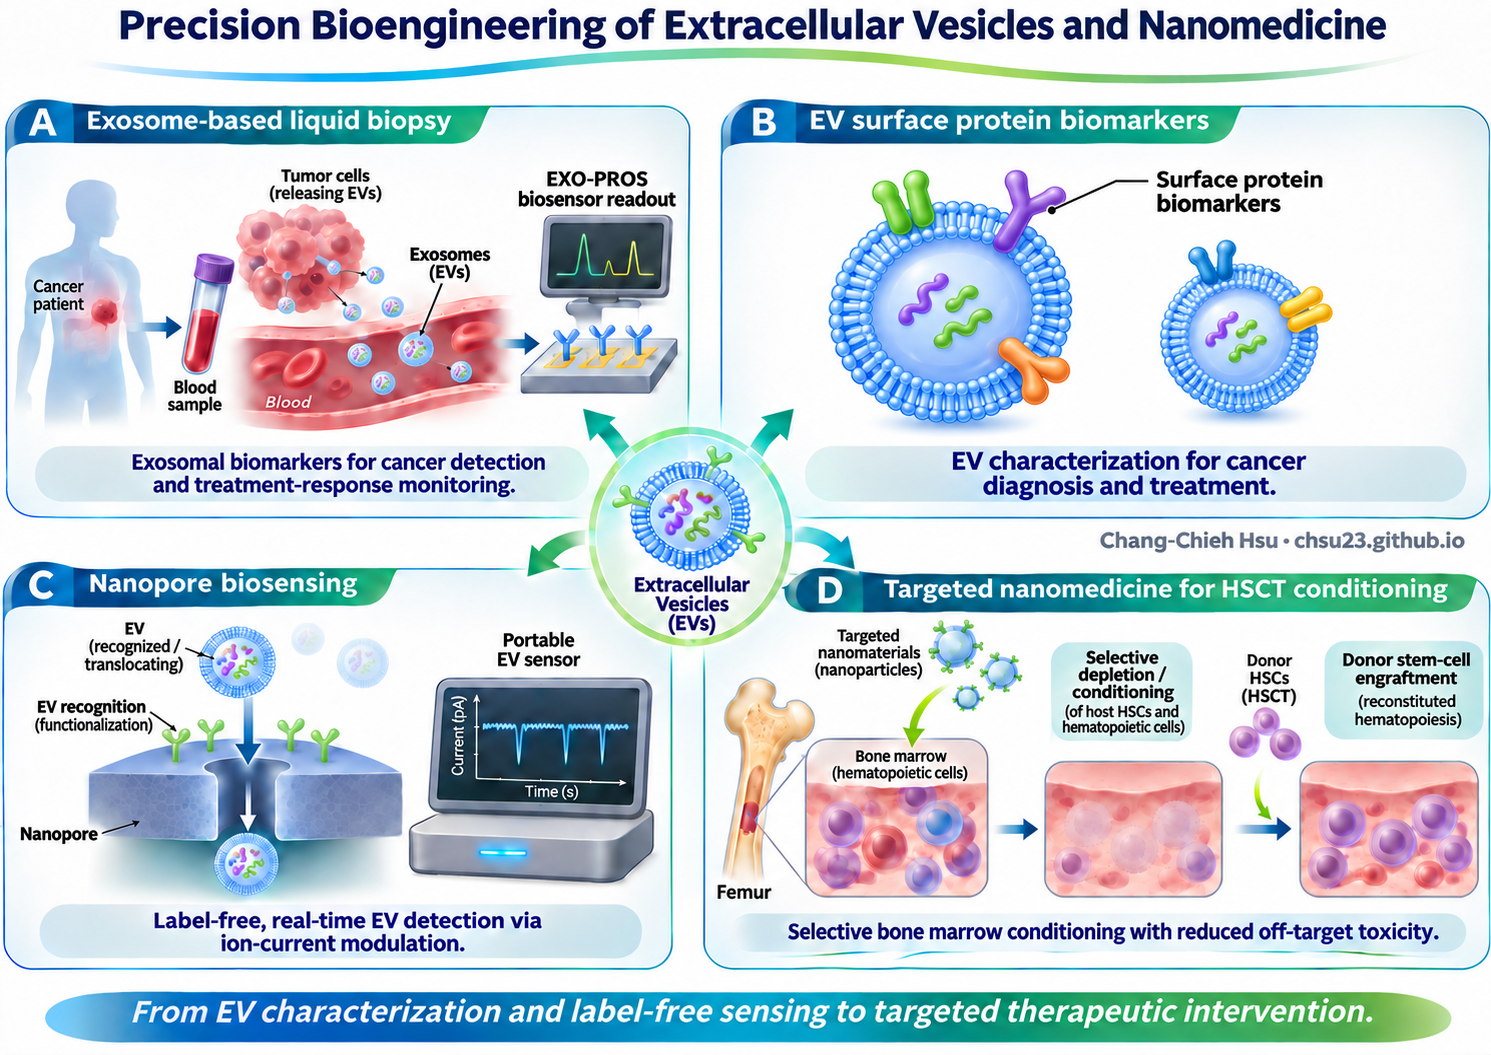 Precision Bioengineering of Extracellular Vesicles and Nanomedicine
A
Exosome-based liquid biopsy
Cancer
patient
Blood
sample
Tumor cells
(releasing EVs)
Exosomes
(EVs)
Blood
EXO-PROS
biosensor readout
Exosomal biomarkers for cancer detection
and treatment-response monitoring.
B
EV surface protein biomarkers
Surface protein
biomarkers
EV characterization for cancer
diagnosis and treatment.
Extracellular
Vesicles
(EVs)
Chang-Chieh Hsu • chsu23.github.io
C
Nanopore biosensing
EV
(recognized /
translocating)
EV recognition
(functionalization)
Nanopore
Portable
EV sensor
Current (pA)
Time (s)
Label-free, real-time EV detection via
ion-current modulation.
D
Targeted nanomedicine for HSCT conditioning
Targeted
nanomaterials
(nanoparticles)
Femur
Bone marrow
(hematopoietic cells)
Selective
depletion /
conditioning
(of host HSCs and
hematopoietic cells)
Donor
HSCs
(HSCT)
Donor stem-cell
engraftment
(reconstituted
hematopoiesis)
Selective bone marrow conditioning with reduced off-target toxicity.
From EV characterization and label-free sensing to targeted therapeutic intervention.